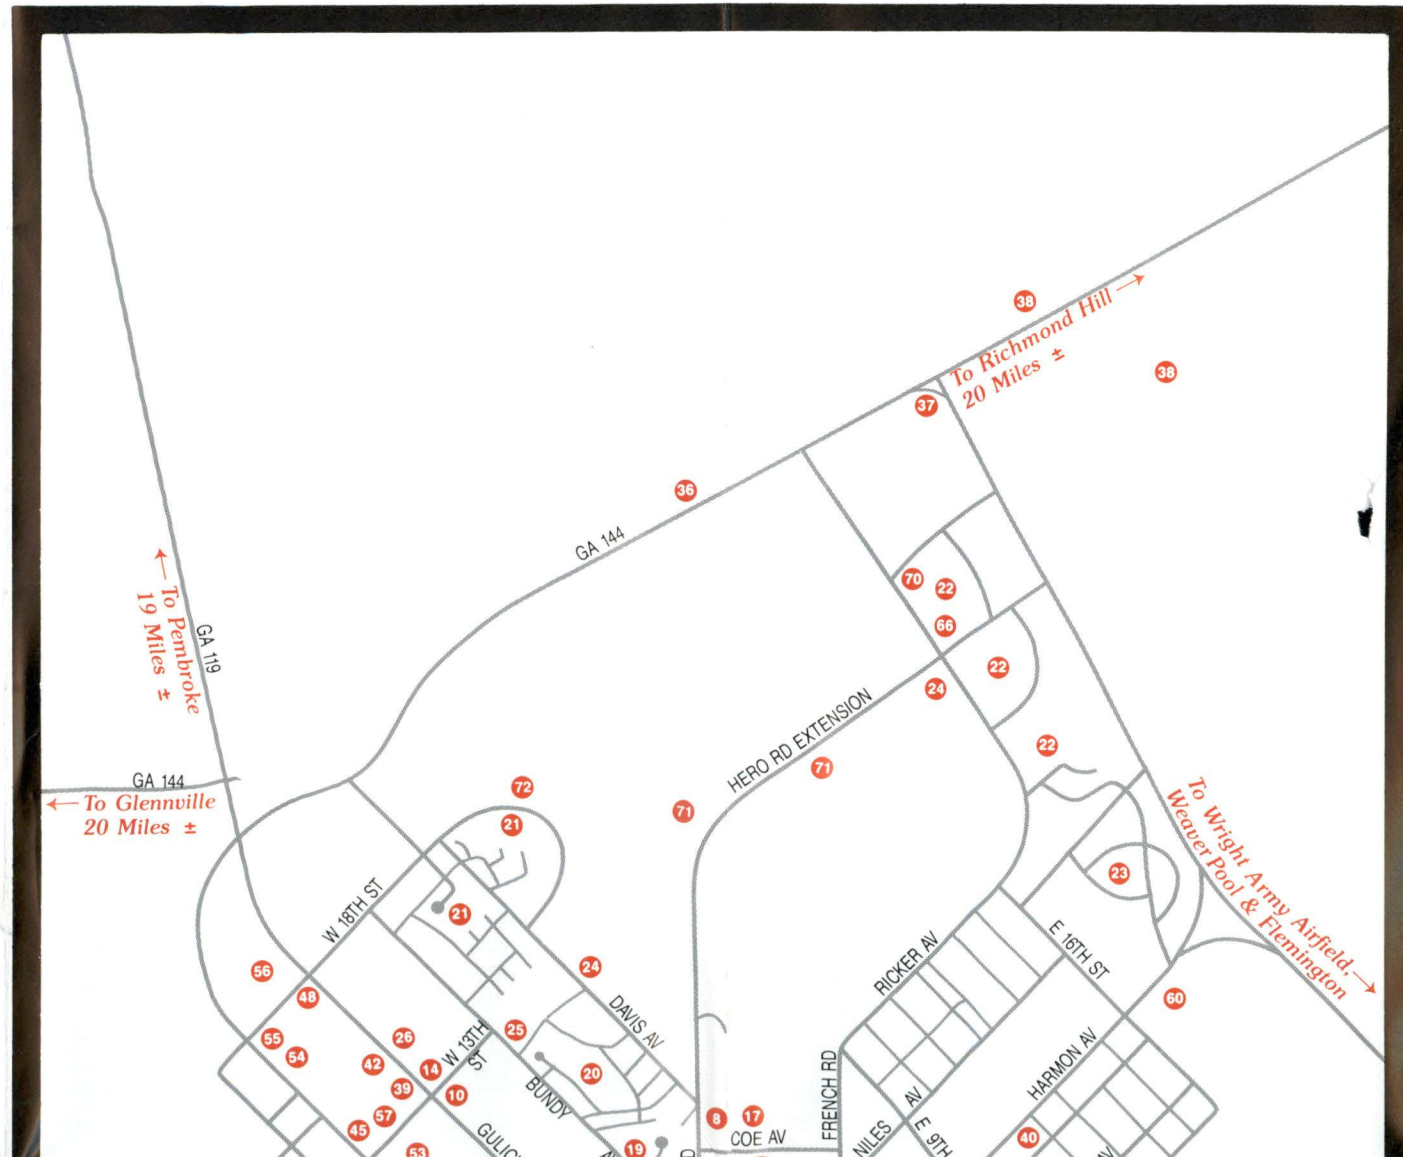 38
To Richmond Hill →
20 Miles ±
38
37
36
GA 144
← To Pembroke
19 Miles ±
GA 119
70
22
66
22
24
HERO RD EXTENSION
22
71
71
GA 144
← To Glennville
20 Miles ±
72
21
To Wright Army Airfield,
Weaver Pool & Flemington →
23
W 18TH ST
21
RICKER AV
E 16TH ST
56
24
48
DAVIS AV
60
55
54
26
25
W 13TH
ST
42
14
20
39
10
BUNDY
HARMON AV
FRENCH RD
AV
57
45
8
17
COE AV
NILES
E 9TH
40
AV
53
19